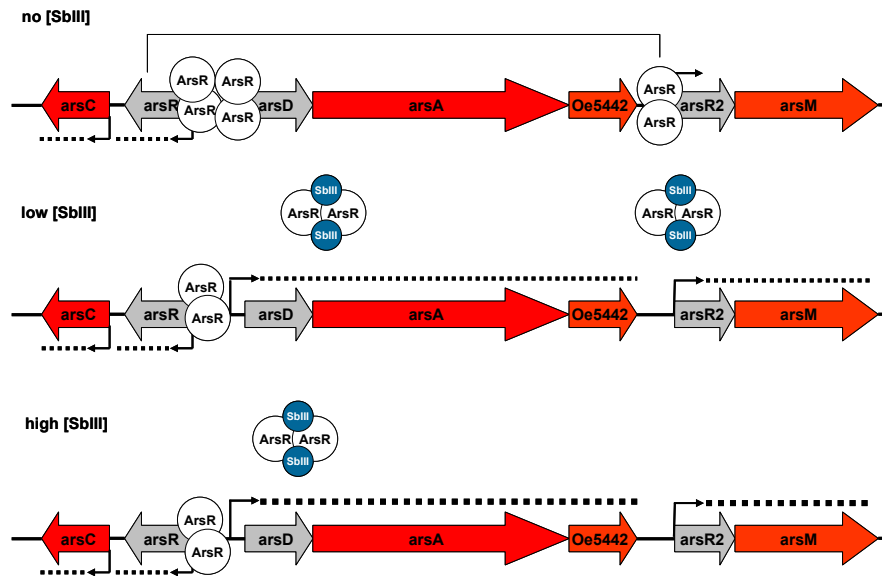 no [SbIII]
ArsR ArsR
ArsR
arsC arsR ArsR ArsR arsD arsA Oe5442 ArsR arsR2 arsM
SbIII SbIII
low [SbIII] ArsR ArsR ArsR ArsR
SbIII SbIII
ArsR
arsC arsR ArsR arsD arsA Oe5442 arsR2 arsM
SbIII
high [SbIII] ArsR ArsR
SbIII
ArsR
arsC arsR ArsR arsD arsA Oe5442 arsR2 arsM